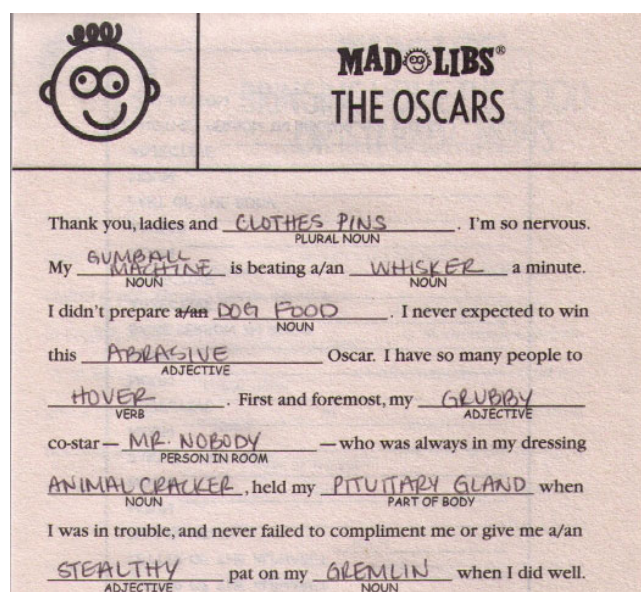 MAD LIBS®
THE OSCARS
Thank you, ladies and CLOTHES PINS. I'm so nervous.
PLURAL NOUN
My GUMBALL MACHINE is beating a/an WHISKER a minute.
NOUN NOUN
I didn't prepare a/an DOG FOOD. I never expected to win
NOUN
this ABRASIVE Oscar. I have so many people to
ADJECTIVE
HOVER. First and foremost, my GRUBBY
VERB ADJECTIVE
co-star — MR. NOBODY — who was always in my dressing
PERSON IN ROOM
ANIMAL CRACKER, held my PITUITARY GLAND when
NOUN PART OF BODY
I was in trouble, and never failed to compliment me or give me a/an
STEALTHY pat on my GREMLIN when I did well.
ADJECTIVE NOUN